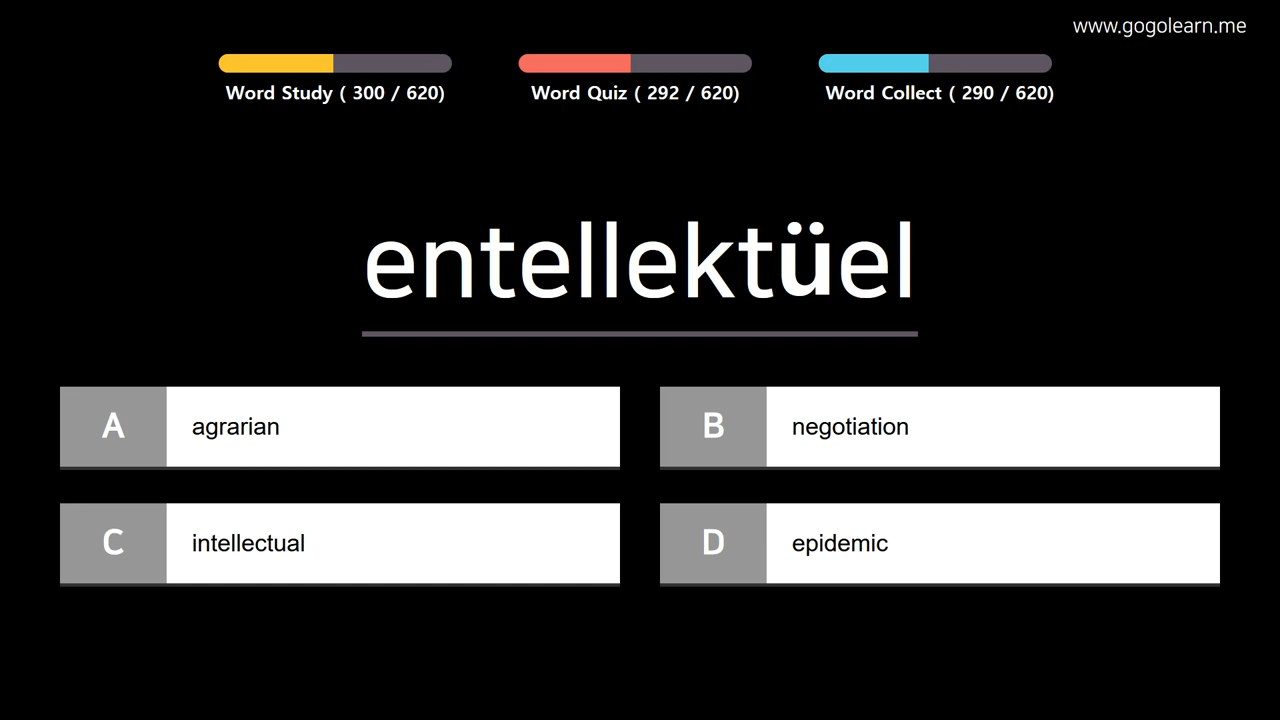 www.gogolearn.me
Word Study ( 300 / 620)
Word Quiz ( 292 / 620)
Word Collect ( 290 / 620)
entellektüel
A agrarian
B negotiation
C intellectual
D epidemic